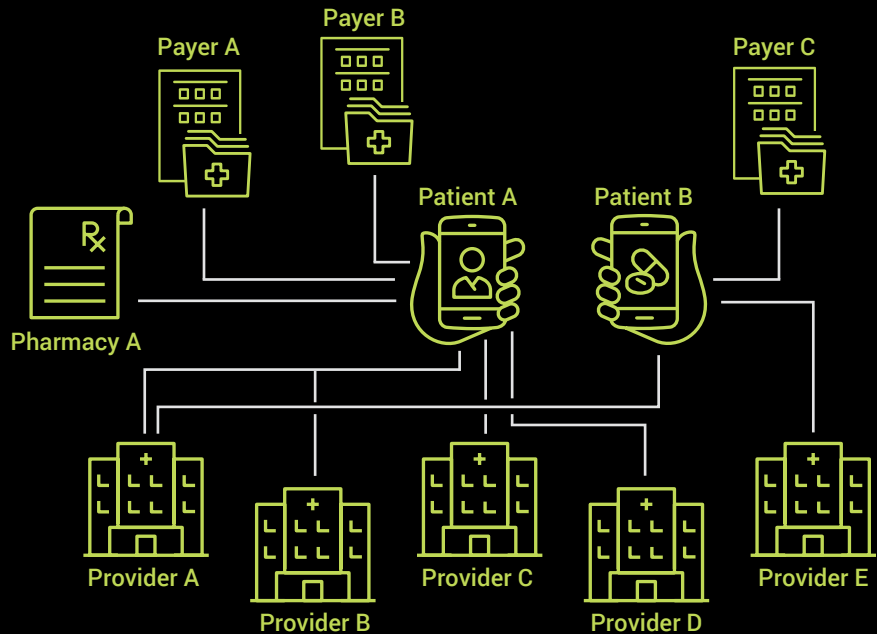 Payer A
Payer B
Payer C
Patient A
Patient B
Rx
Pharmacy A
Provider A
Provider B
Provider C
Provider D
Provider E